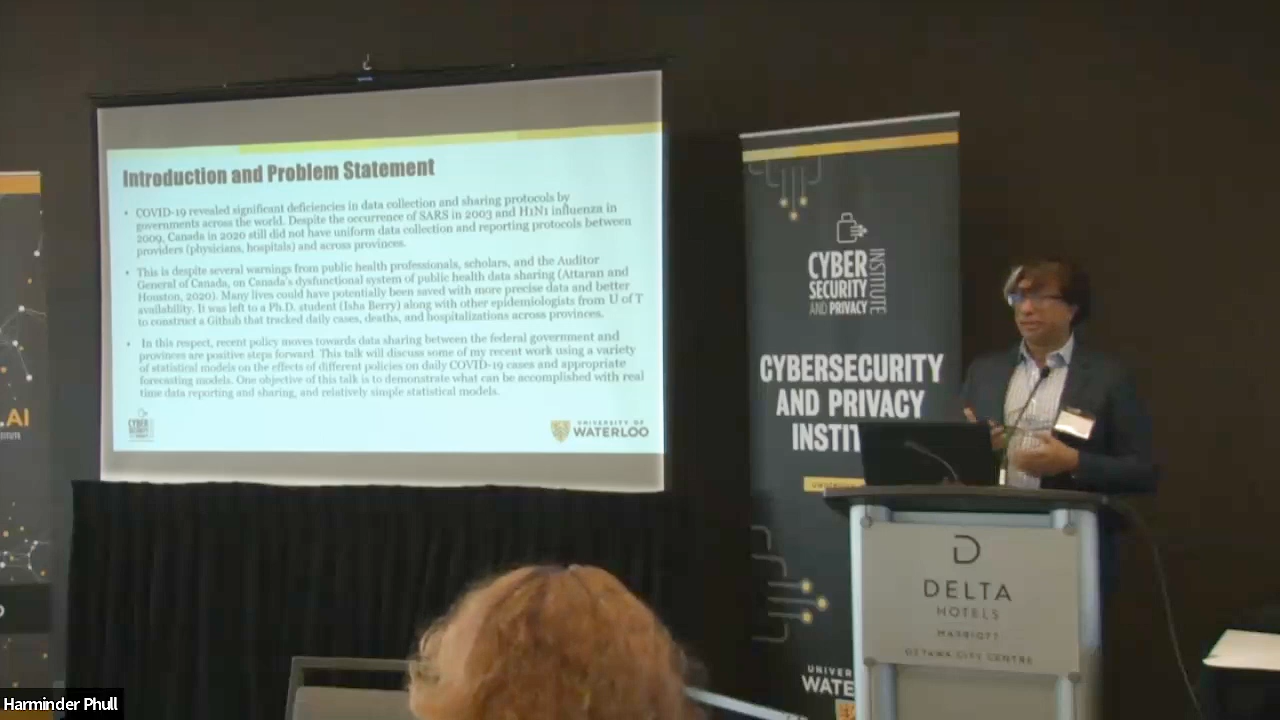 Introduction and Problem Statement
• COVID-19 revealed significant deficiencies in data collection and sharing protocols by
governments across the world. Despite the occurrence of SARS in 2003 and H1N1 influenza in
2009, Canada in 2020 still did not have uniform data collection and reporting protocols between
providers (physicians, hospitals) and across provinces.
• This is despite several warnings from public health professionals, scholars, and the Auditor
General of Canada, on Canada's dysfunctional system of public health data sharing (Attaran and
Houston, 2020). Many lives could have potentially been saved with more precise data and better
availability. It was left to a Ph.D. student (Isha Berry) along with other epidemiologists from U of T
to construct a Github that tracked daily cases, deaths, and hospitalizations across provinces.
• In this respect, recent policy moves towards data sharing between the federal government and
provinces are positive steps forward. This talk will discuss some of my recent work using a variety
of statistical models on the effects of different policies on daily COVID-19 cases and appropriate
forecasting models. One objective of this talk is to demonstrate what can be accomplished with real
time data reporting and sharing, and relatively simple statistical models.
CYBER
SECURITY
UNIVERSITY OF
WATERLOO
.AI
CYBER
SECURITY
AND PRIVACY
INSTITUTE
CYBERSECURITY
AND PRIVACY
INSTIT
UNIVER
WATE
D
DELTA
HOTELS
MARRIOTT
OTTAWA CITY CENTRE
Harminder Phull